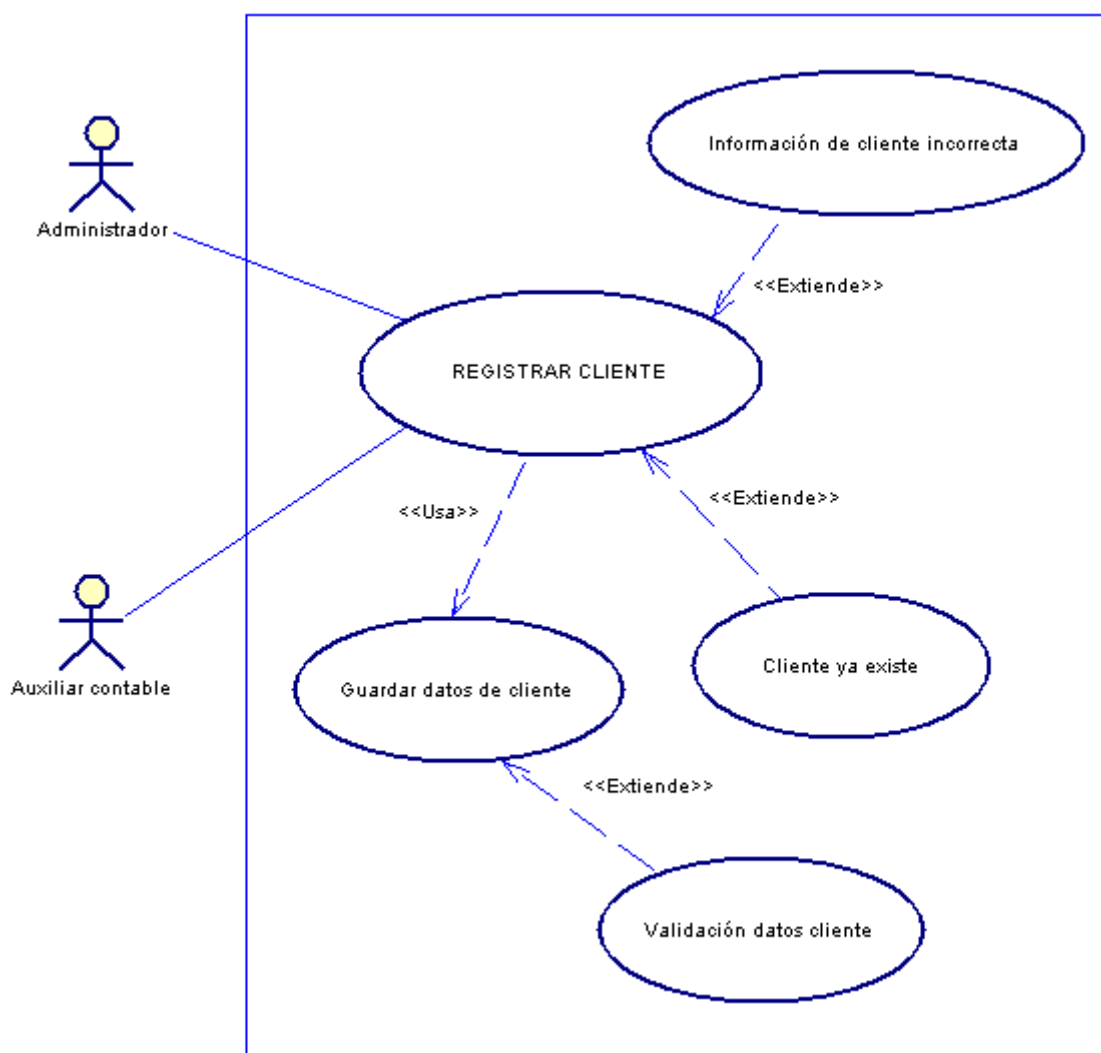 Información de cliente incorrecta
Administrador
<<Extiende>>
REGISTRAR CLIENTE
<<Extiende>>
<<Usa>>
Cliente ya existe
Auxiliar contable
Guardar datos de cliente
<<Extiende>>
Validación datos cliente